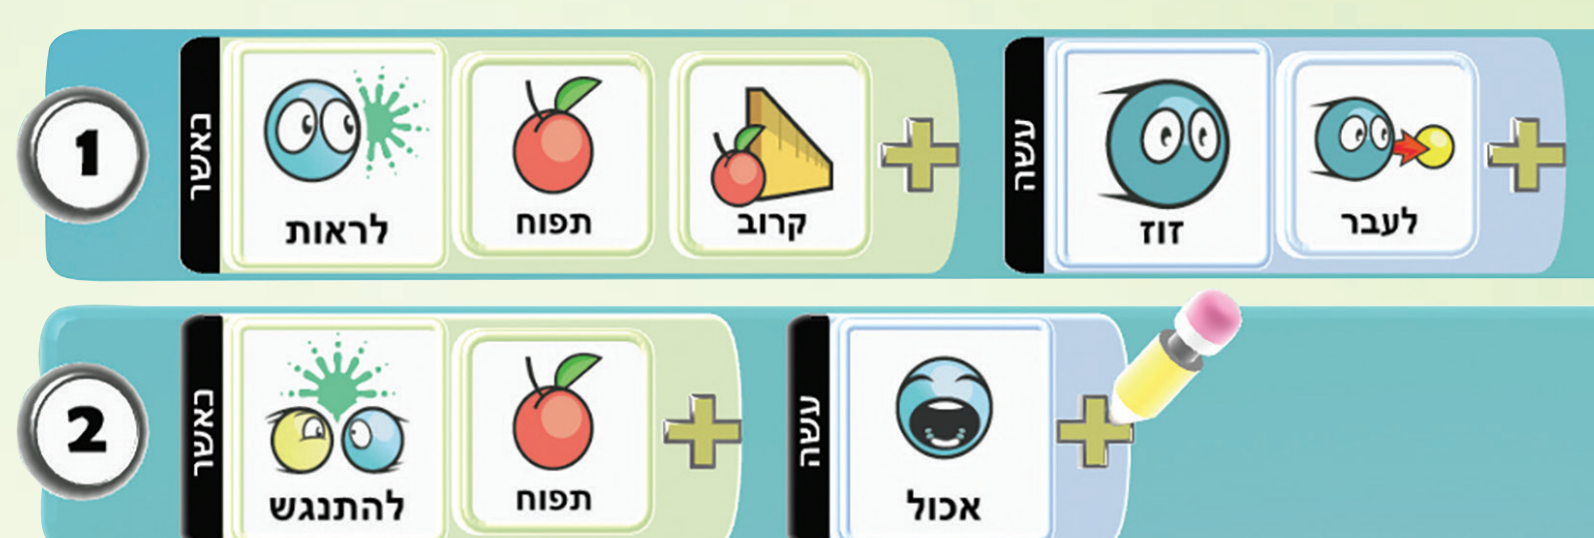 1
כאשר
לראות
תפוח
קרוב
עשה
זוז
לעבר
2
כאשר
להתנגש
תפוח
עשה
אכול